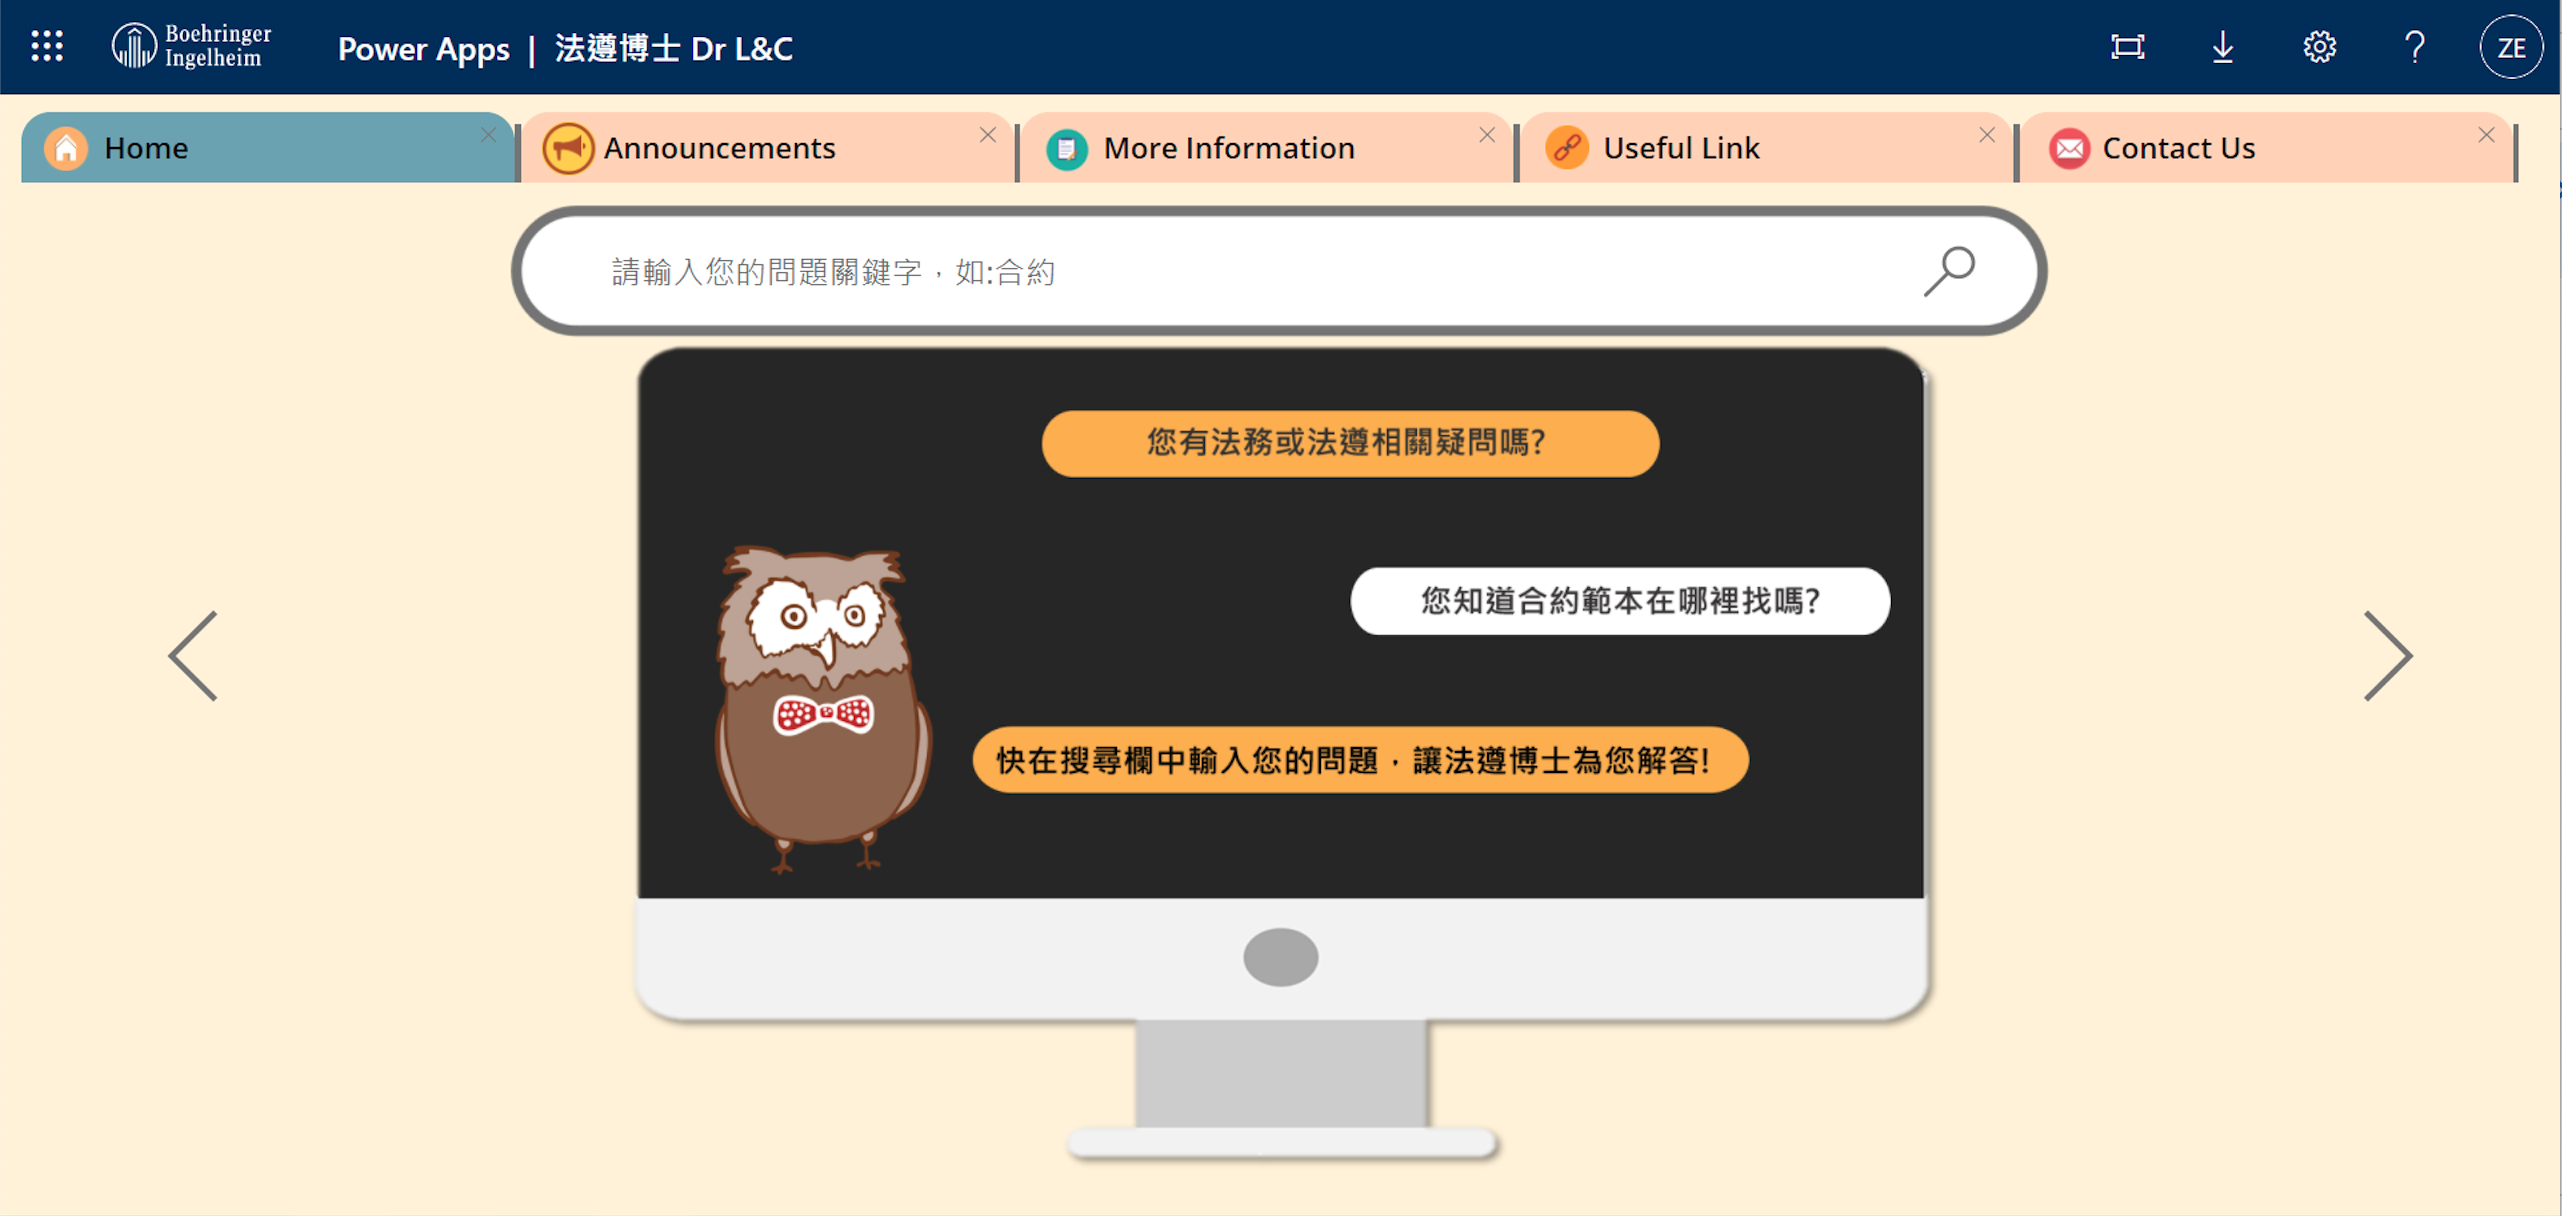 Boehringer
Ingelheim
Power Apps | 法遵博士 Dr L&C
ZE
Home
Announcements
More Information
Useful Link
Contact Us
請輸入您的問題關鍵字，如:合約
您有法務或法遵相關疑問嗎?
您知道合約範本在哪裡找嗎?
快在搜尋欄中輸入您的問題，讓法遵博士為您解答!